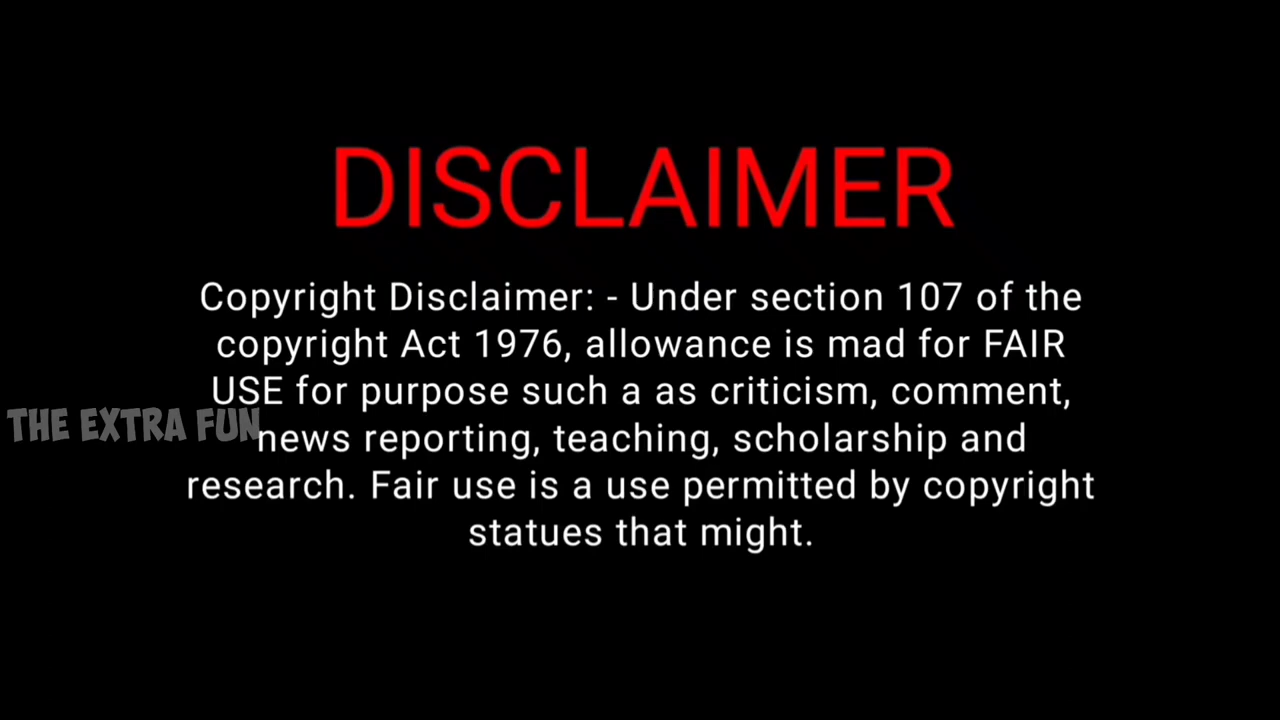 DISCLAIMER
Copyright Disclaimer: - Under section 107 of the
copyright Act 1976, allowance is mad for FAIR
USE for purpose such a as criticism, comment,
THE EXTRA FUN
news reporting, teaching, scholarship and
research. Fair use is a use permitted by copyright
statues that might.